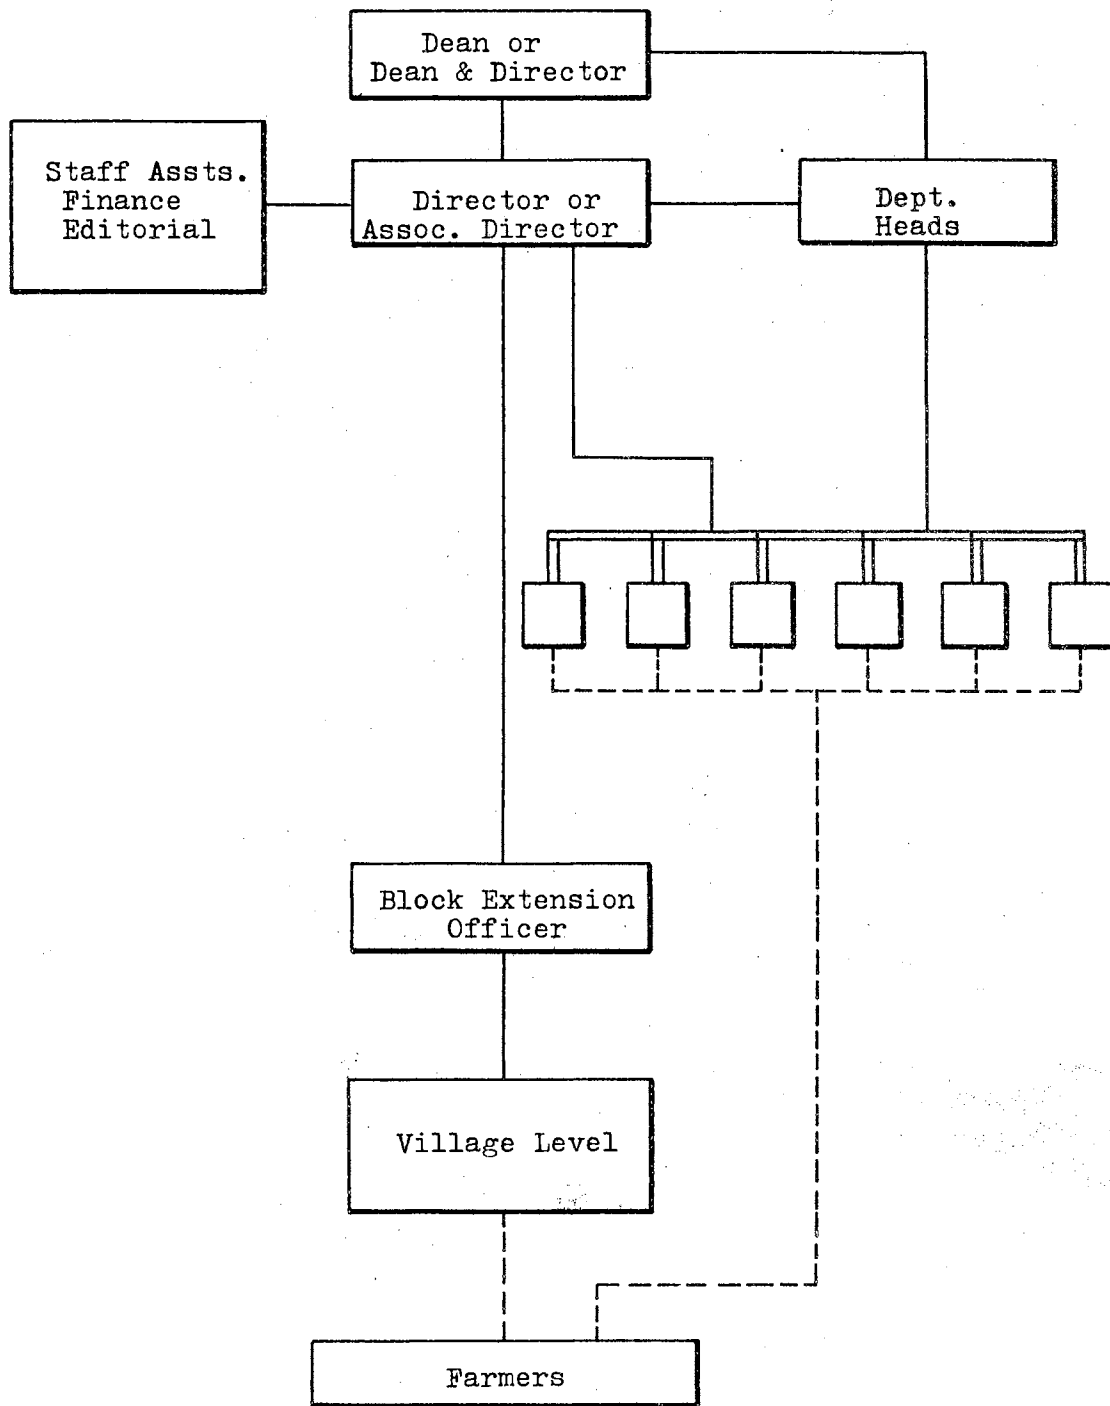 Dean or
Dean & Director
Staff Assts.
Finance
Editorial
Director or
Assoc. Director
Dept.
Heads
Block Extension
Officer
Village Level
Farmers